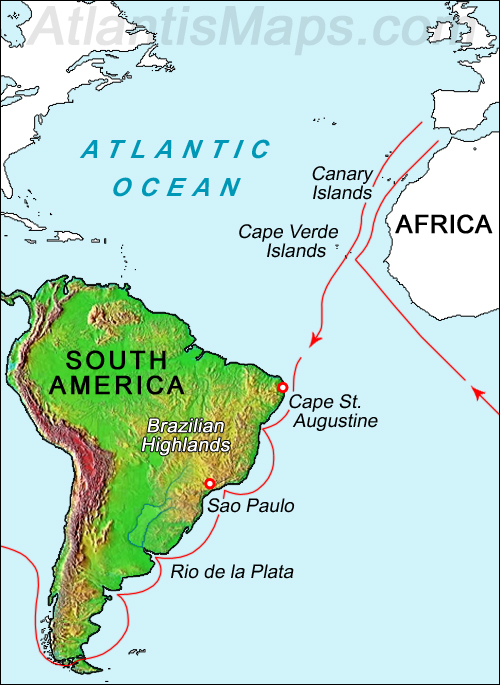 AtlantisMaps.com
ATLANTIC
OCEAN
Canary
Islands
AFRICA
Cape Verde
Islands
SOUTH
AMERICA
Cape St.
Augustine
Brazilian
Highlands
Sao Paulo
Rio de la Plata